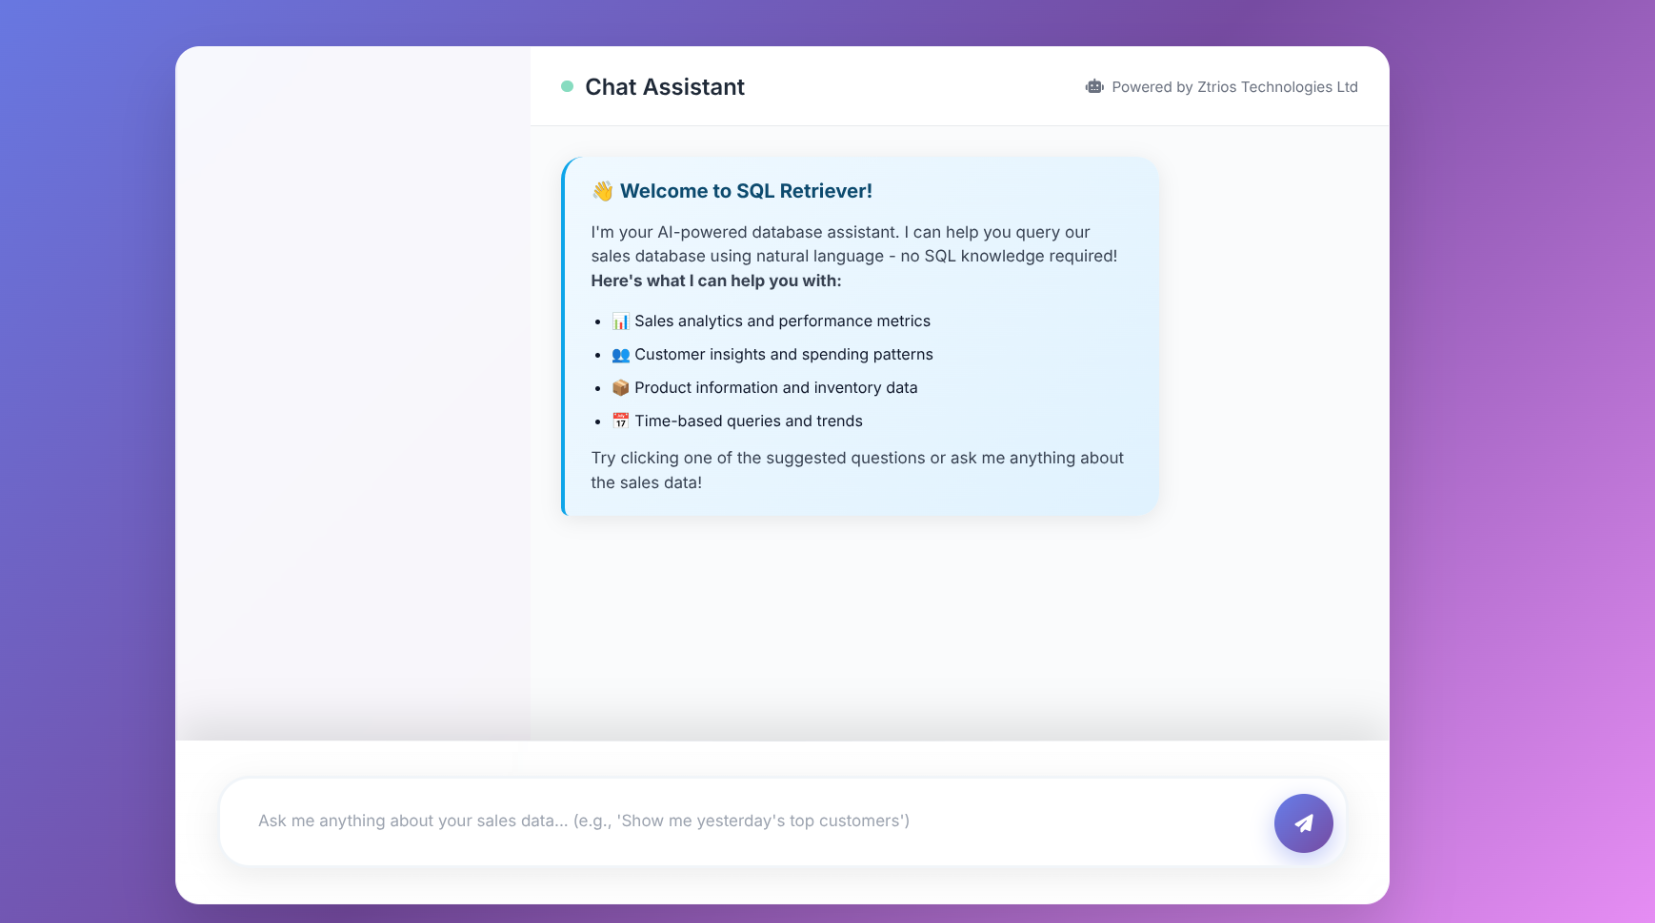 Chat Assistant
Powered by Ztrios Technologies Ltd
👋 Welcome to SQL Retriever!
I'm your AI-powered database assistant. I can help you query our
sales database using natural language - no SQL knowledge required!
Here's what I can help you with:
• 📊 Sales analytics and performance metrics
• 👥 Customer insights and spending patterns
• 📦 Product information and inventory data
• 📅 Time-based queries and trends
Try clicking one of the suggested questions or ask me anything about
the sales data!
Ask me anything about your sales data... (e.g., 'Show me yesterday's top customers')